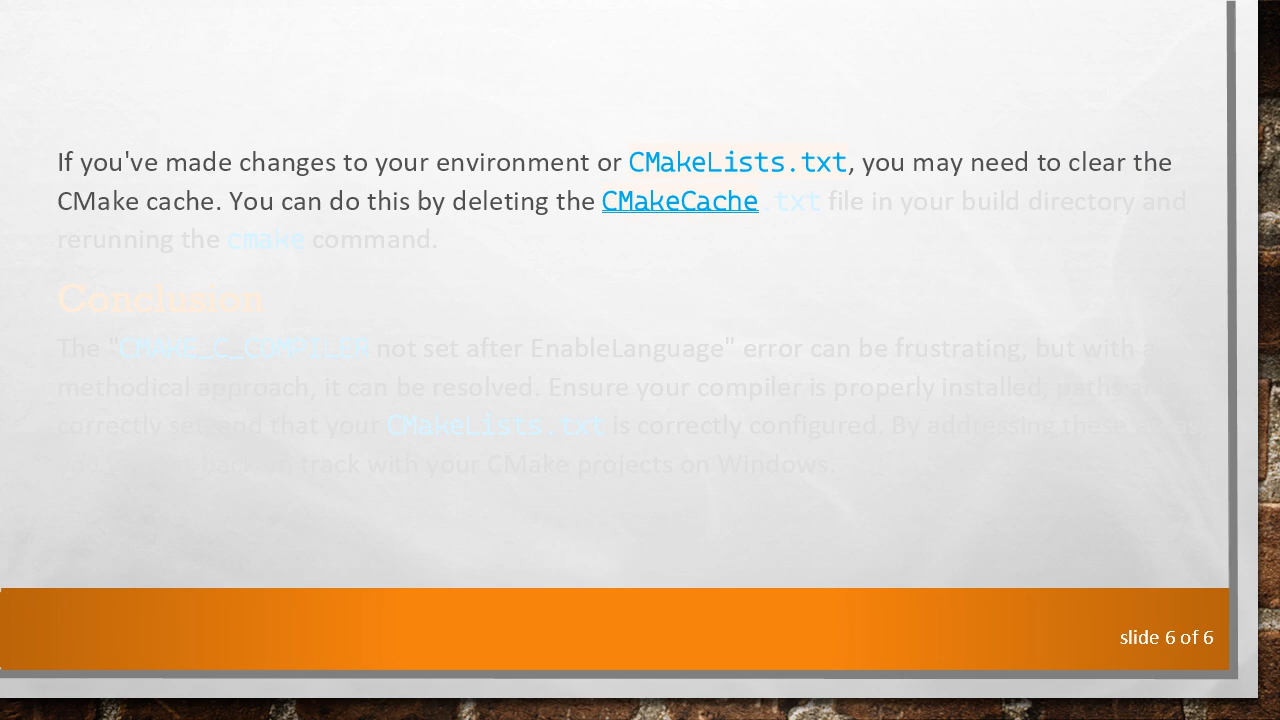 If you've made changes to your environment or CMakeLists.txt, you may need to clear the
CMake cache. You can do this by deleting the CMakeCache.txt file in your build directory and
rerunning the cmake command.
Conclusion
The "CMAKE_C_COMPILER not set after EnableLanguage" error can be frustrating, but with a
methodical approach, it can be resolved. Ensure your compiler is properly installed, paths are
correctly set, and that your CMakeLists.txt is correctly configured. By addressing these
back on track with your CMake projects on Windows.
slide 6 of 6